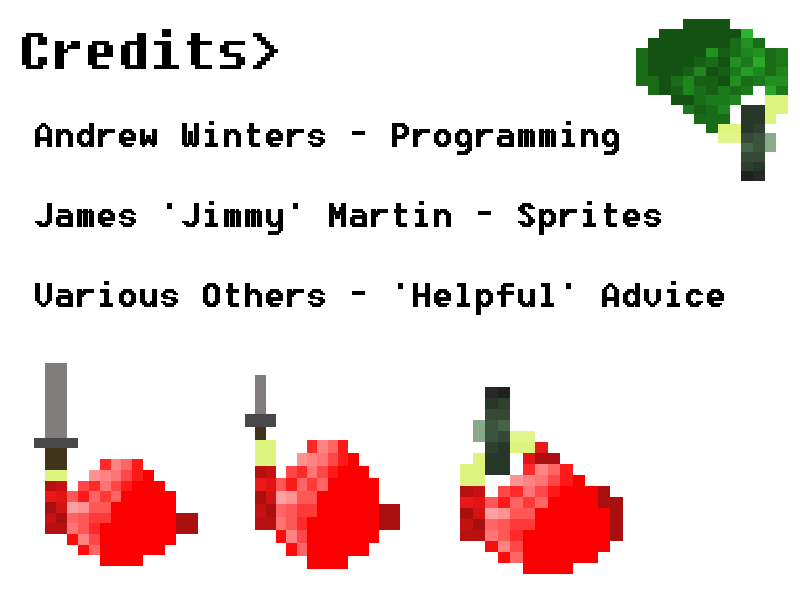 Credits>
Andrew Winters - Programming
James 'Jimmy' Martin - Sprites
Various Others - 'Helpful' Advice